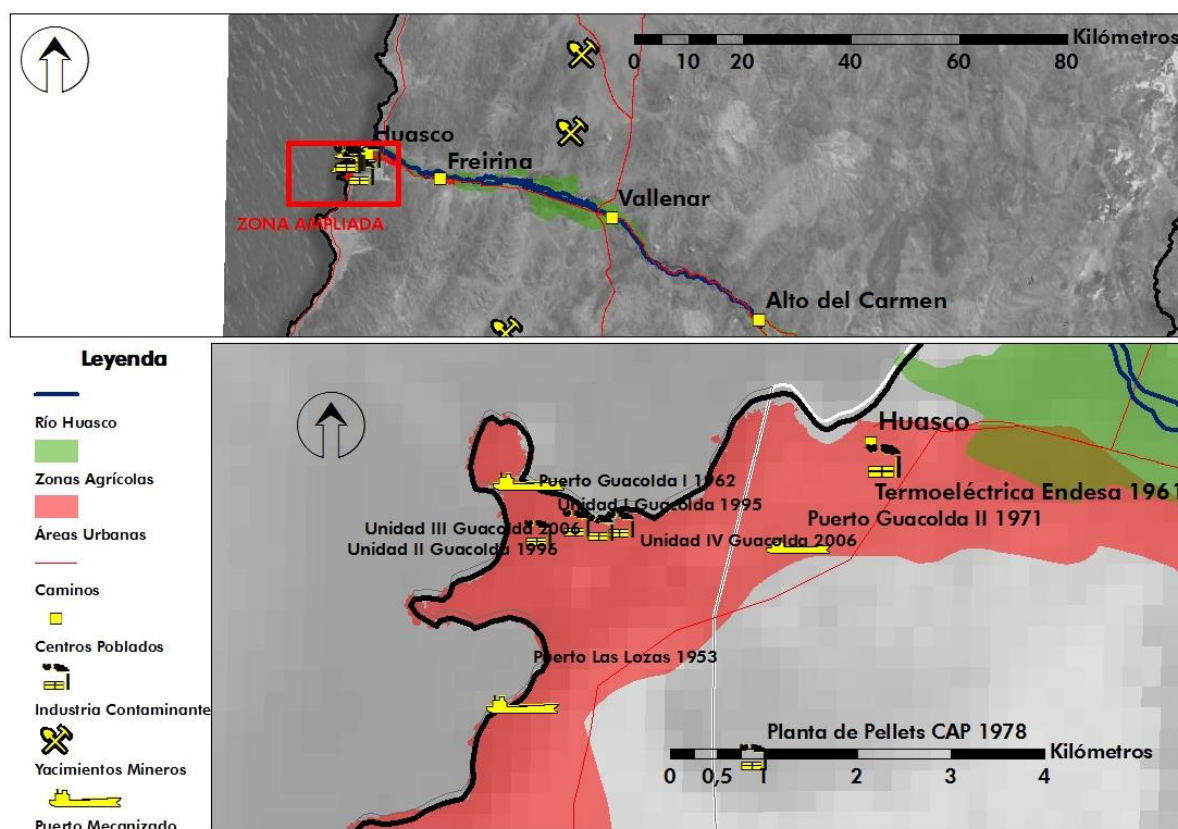 Kilómetros
0 10 20 40 60 80
Huasco
Freirina
Vallenar
ZONA AMPLIADA
Alto del Carmen
Leyenda
Río Huasco
Zonas Agrícolas
Áreas Urbanas
Caminos
Centros Poblados
Industria Contaminante
Yacimientos Mineros
Puerto Mecanizado
Huasco
Puerto Guacolda I 1962
Termoeléctrica Endesa 1961
Unidad I Guacolda 1995
Puerto Guacolda II 1971
Unidad III Guacolda 2006
Unidad IV Guacolda 2006
Unidad II Guacolda 1996
Puerto Las Lozas 1953
Planta de Pellets CAP 1978
Kilómetros
0 0,5 1 2 3 4